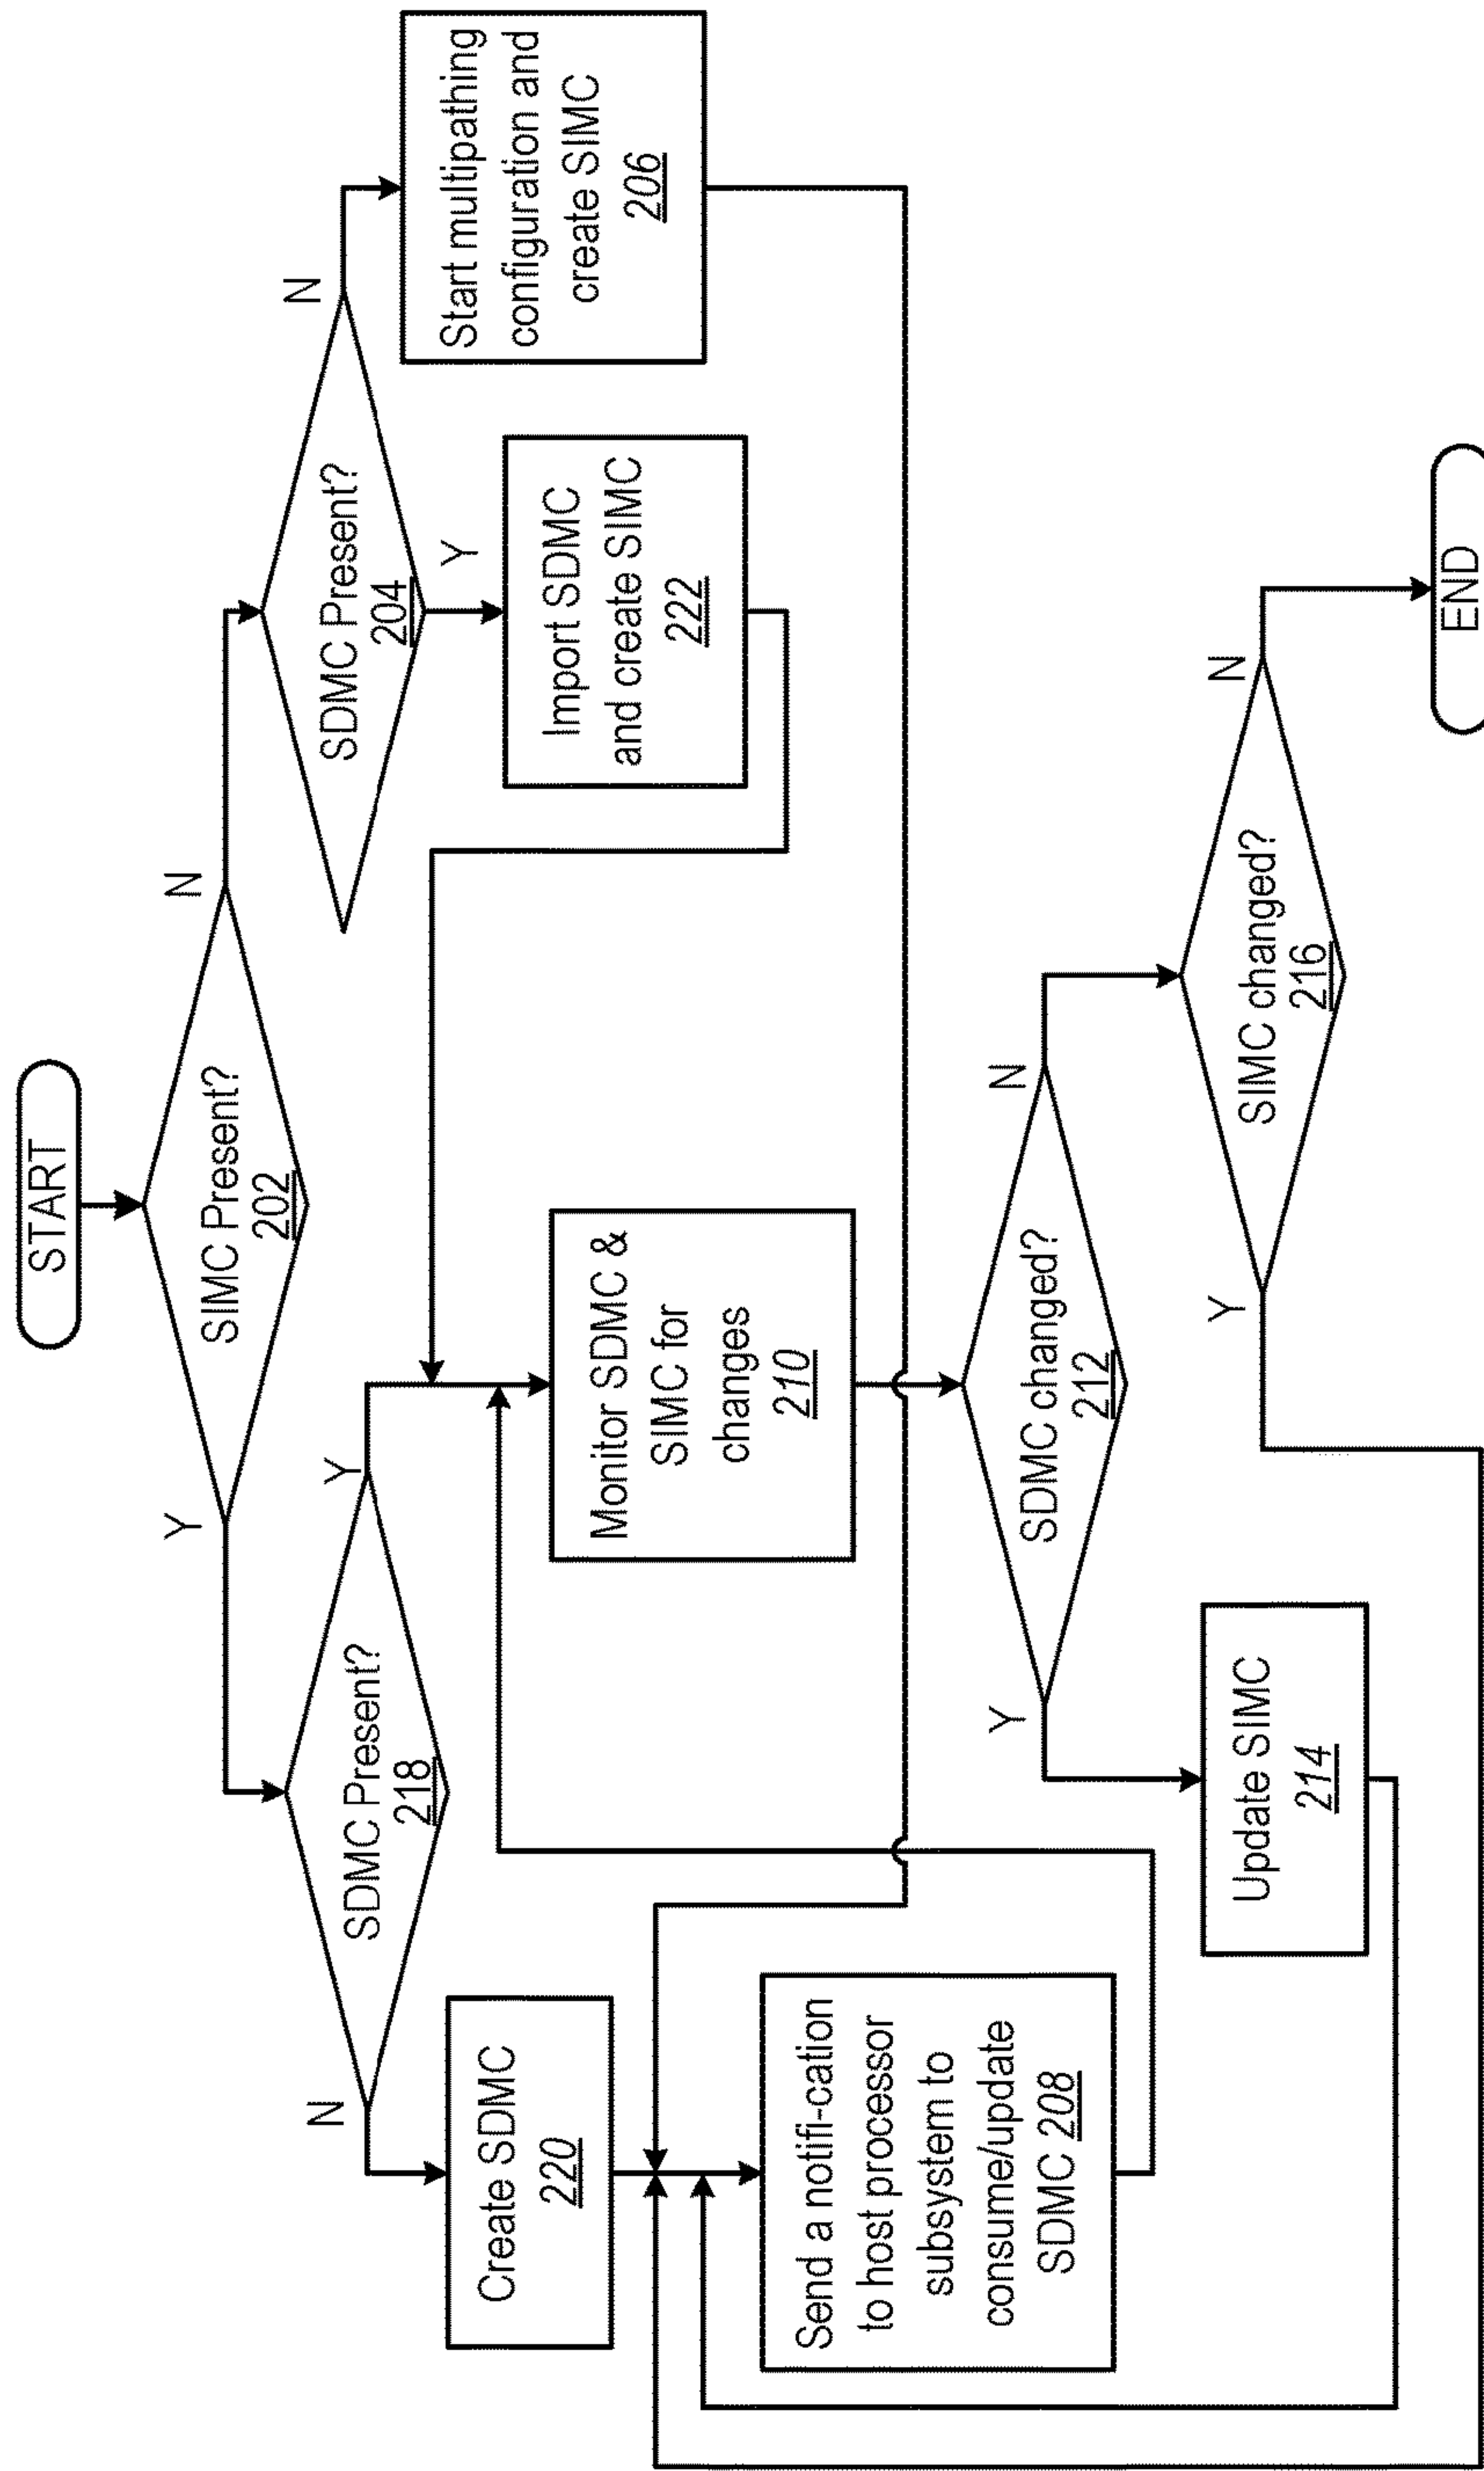 START
SIMC Present?
202
Y
N
SDMC Present?
218
N
Y
SDMC Present?
204
N
Y
Create SDMC
220
Import SDMC
and create SIMC
222
Start multipathing
configuration and
create SIMC
206
Monitor SDMC &
SIMC for
changes
210
Send a notifi-cation
to host processor
subsystem to
consume/update
SDMC 208
SDMC changed?
212
Y
N
Update SIMC
214
SIMC changed?
216
Y
N
END